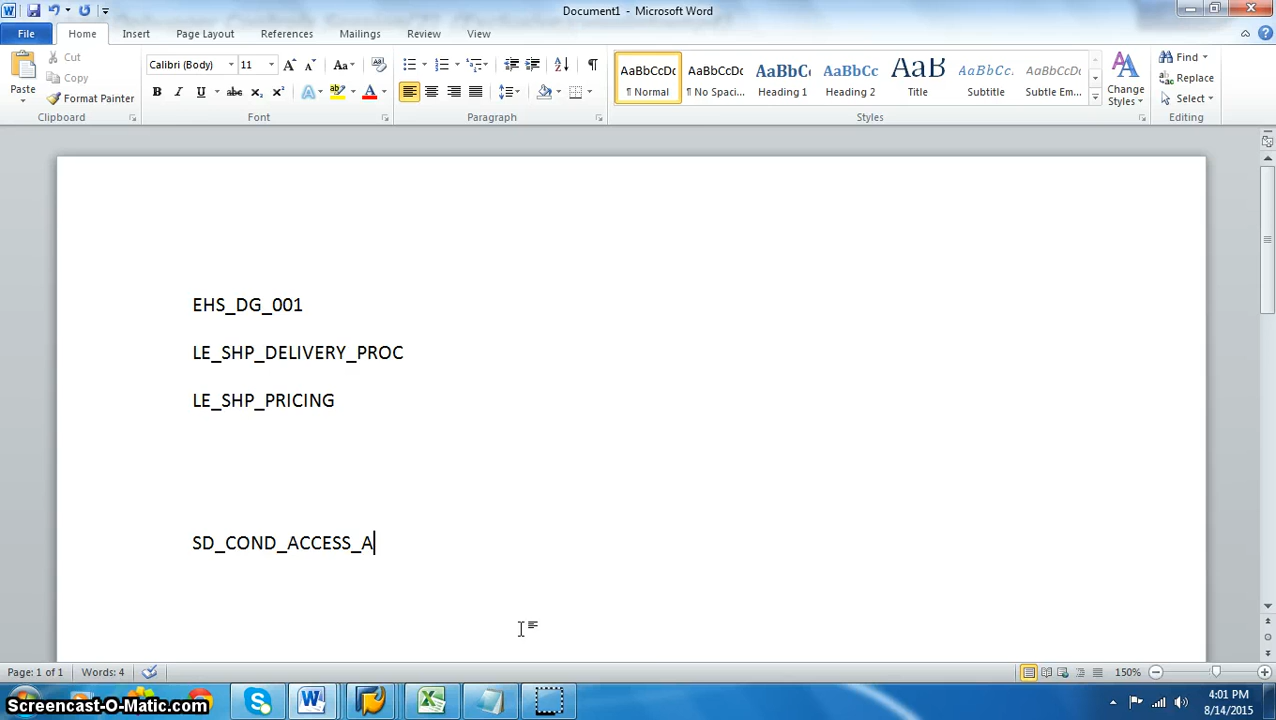 Document1 - Microsoft Word
File Home Insert Page Layout References Mailings Review View
Cut
Copy
Format Painter
Paste
Clipboard
Calibri (Body) 11
Font
Paragraph
AaBbCcDc AaBbCcDc AaBbC AaBbCc AaB AaBbCc. AaBbCcDc
¶ Normal ¶ No Spaci... Heading 1 Heading 2 Title Subtitle Subtle Em...
Styles
Change Styles
Find
Replace
Select
Editing
EHS_DG_001
LE_SHP_DELIVERY_PROC
LE_SHP_PRICING
SD_COND_ACCESS_A
Page: 1 of 1 Words: 4 150%
Screencast-O-Matic.com
4:01 PM
8/14/2015